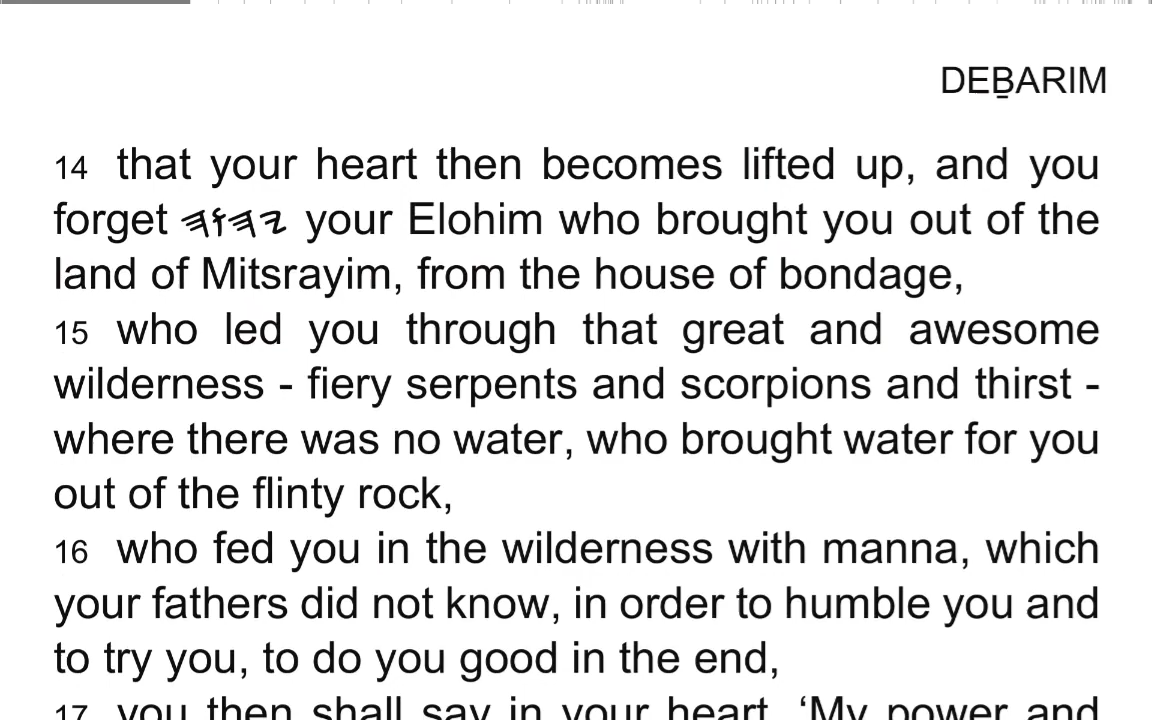 DEḆARIM
14 that your heart then becomes lifted up, and you
forget 𐤉𐤄𐤅𐤄 your Elohim who brought you out of the
land of Mitsrayim, from the house of bondage,
15 who led you through that great and awesome
wilderness - fiery serpents and scorpions and thirst -
where there was no water, who brought water for you
out of the flinty rock,
16 who fed you in the wilderness with manna, which
your fathers did not know, in order to humble you and
to try you, to do you good in the end,
17 you then shall say in your heart, ‘My power and